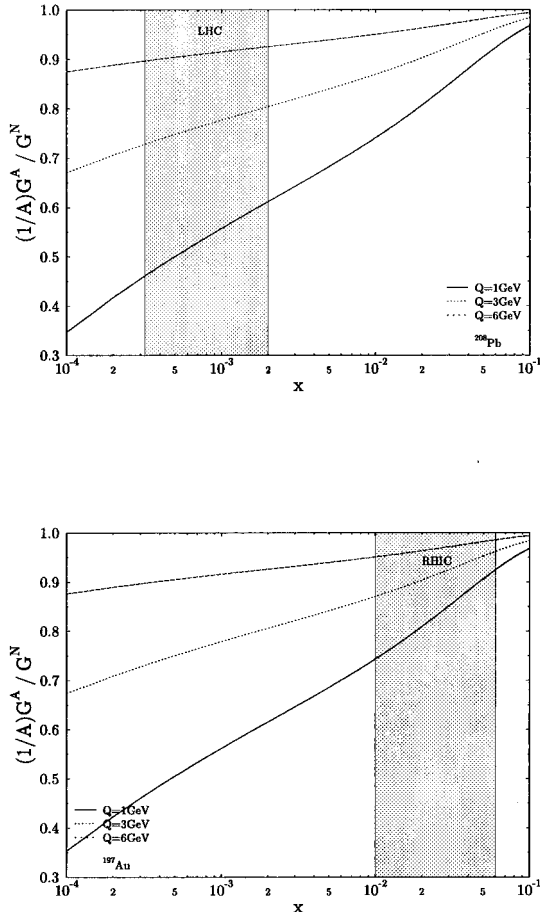 1.0
LHC
0.9
0.8
0.7
0.6
0.5
0.4
0.3
(1/A)G^A / G^N
Q=1GeV
Q=3GeV
Q=6GeV
²⁰⁸Pb
10⁻⁴ 2 5 10⁻³ 2 5 10⁻² 2 5 10⁻¹
x
1.0
RHIC
0.9
0.8
0.7
0.6
0.5
0.4
0.3
(1/A)G^A / G^N
Q=1GeV
Q=3GeV
Q=6GeV
¹⁹⁷Au
10⁻⁴ 2 5 10⁻³ 2 5 10⁻² 2 5 10⁻¹
x